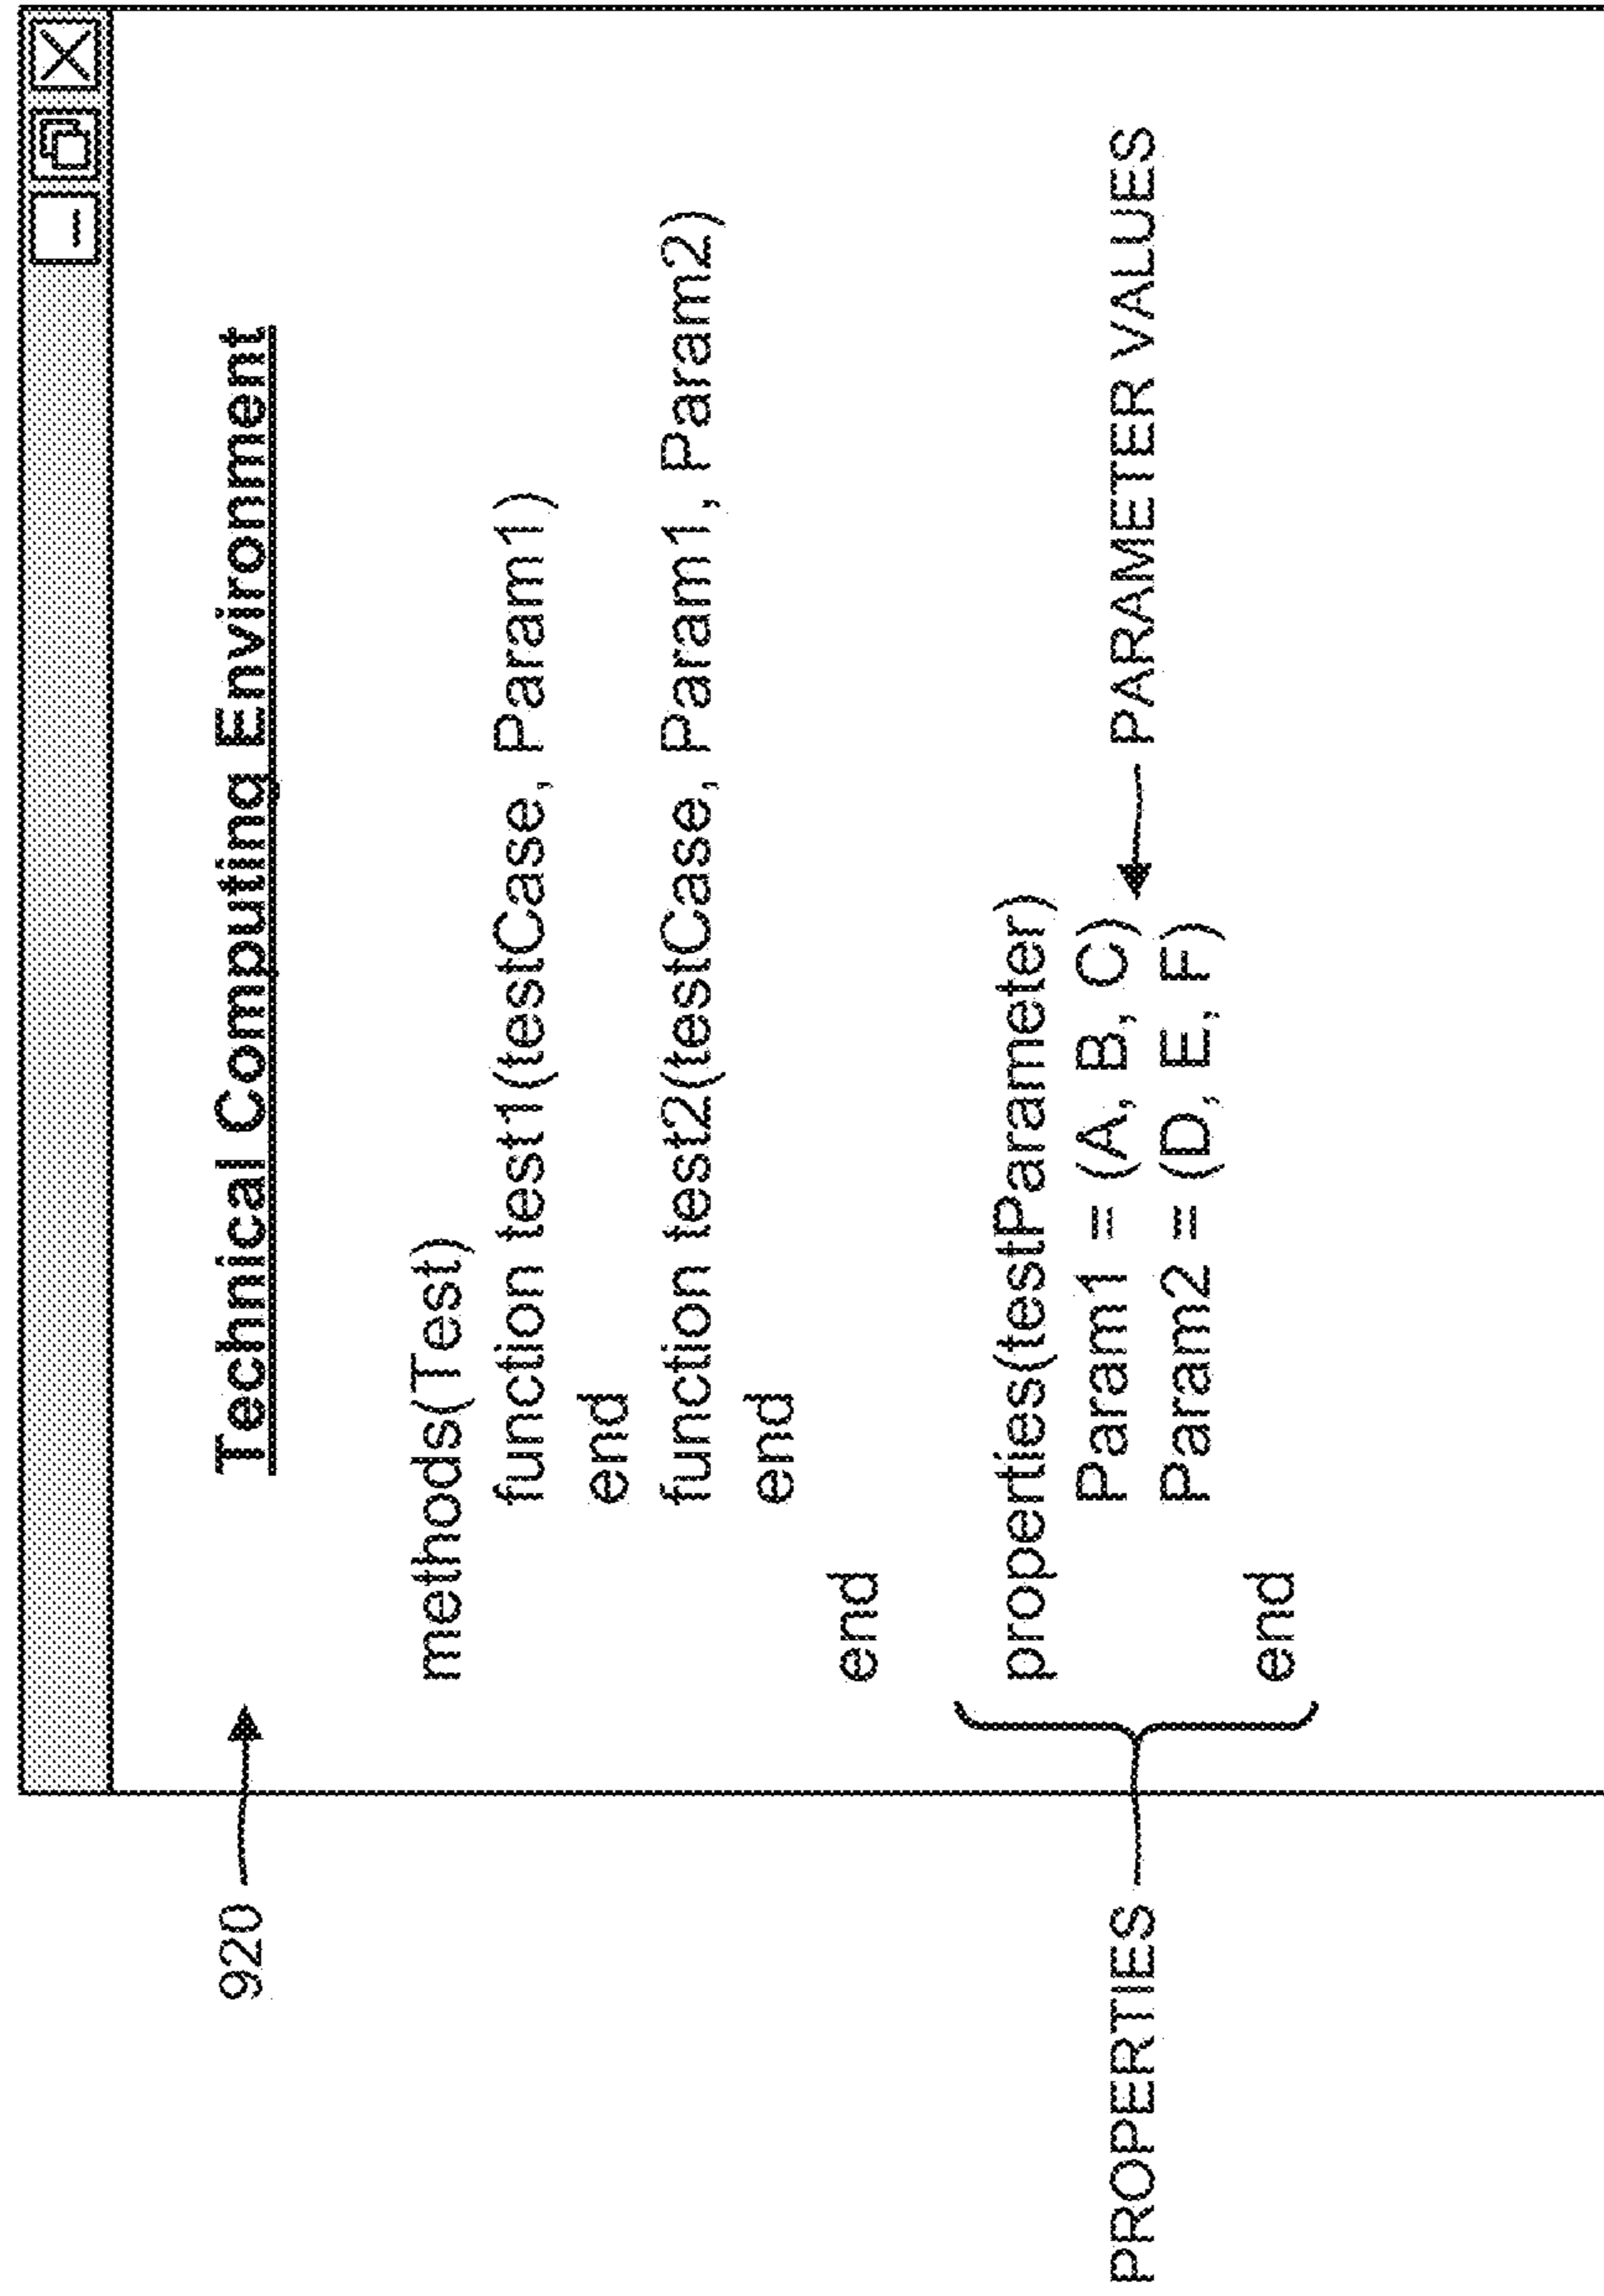 920
Technical Computing Environment
methods(Test)
function test1(testCase, Param1)
end
function test2(testCase, Param1, Param2)
end
end
properties(testParameter)
Param1 = (A, B, C)
PROPERTIES
PARAMETER VALUES
Param2 = (D, E, F)
end